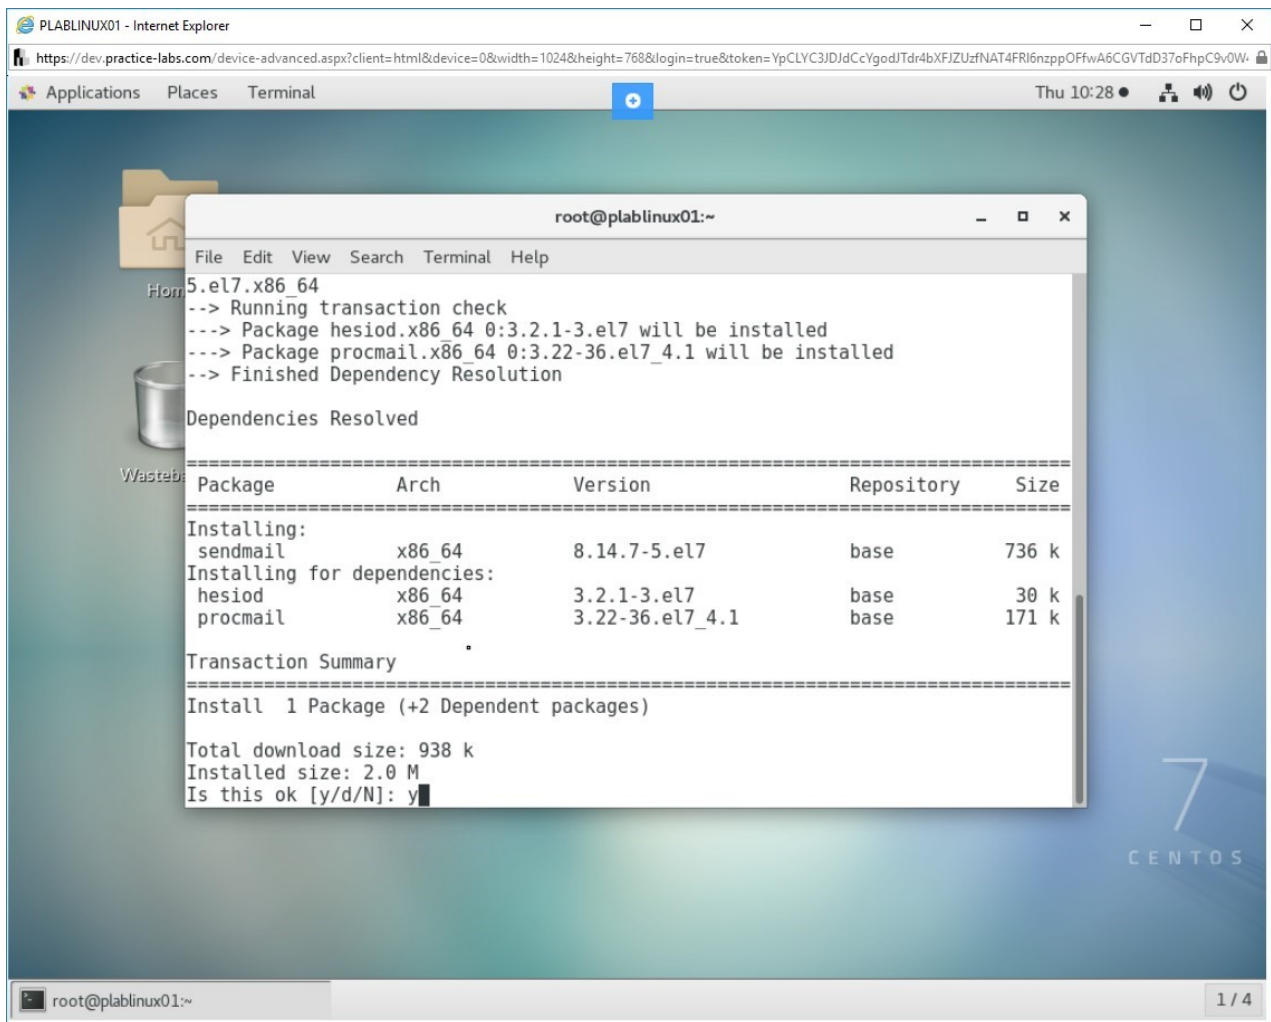 PLABLINUX01 - Internet Explorer
https://dev.practice-labs.com/device-advanced.aspx?client=html&device=0&width=1024&height=768&login=true&token=YpCLYC3JDJdCcYgodJTdr4bXFJZUzfNAT4FRl6nzppOFfwA6CGVTdD37oFhpC9v0W
Applications Places Terminal Thu 10:28
root@plablinux01:~
File Edit View Search Terminal Help
Hom
5.el7.x86_64
--> Running transaction check
---> Package hesiod.x86_64 0:3.2.1-3.el7 will be installed
---> Package procmail.x86_64 0:3.22-36.el7_4.1 will be installed
--> Finished Dependency Resolution
Dependencies Resolved
Wasteb
================================================================================
Package Arch Version Repository Size
================================================================================
Installing:
sendmail x86_64 8.14.7-5.el7 base 736 k
Installing for dependencies:
hesiod x86_64 3.2.1-3.el7 base 30 k
procmail x86_64 3.22-36.el7_4.1 base 171 k
Transaction Summary
================================================================================
Install 1 Package (+2 Dependent packages)
Total download size: 938 k
Installed size: 2.0 M
Is this ok [y/d/N]: y
7
CENTOS
root@plablinux01:~ 1 / 4